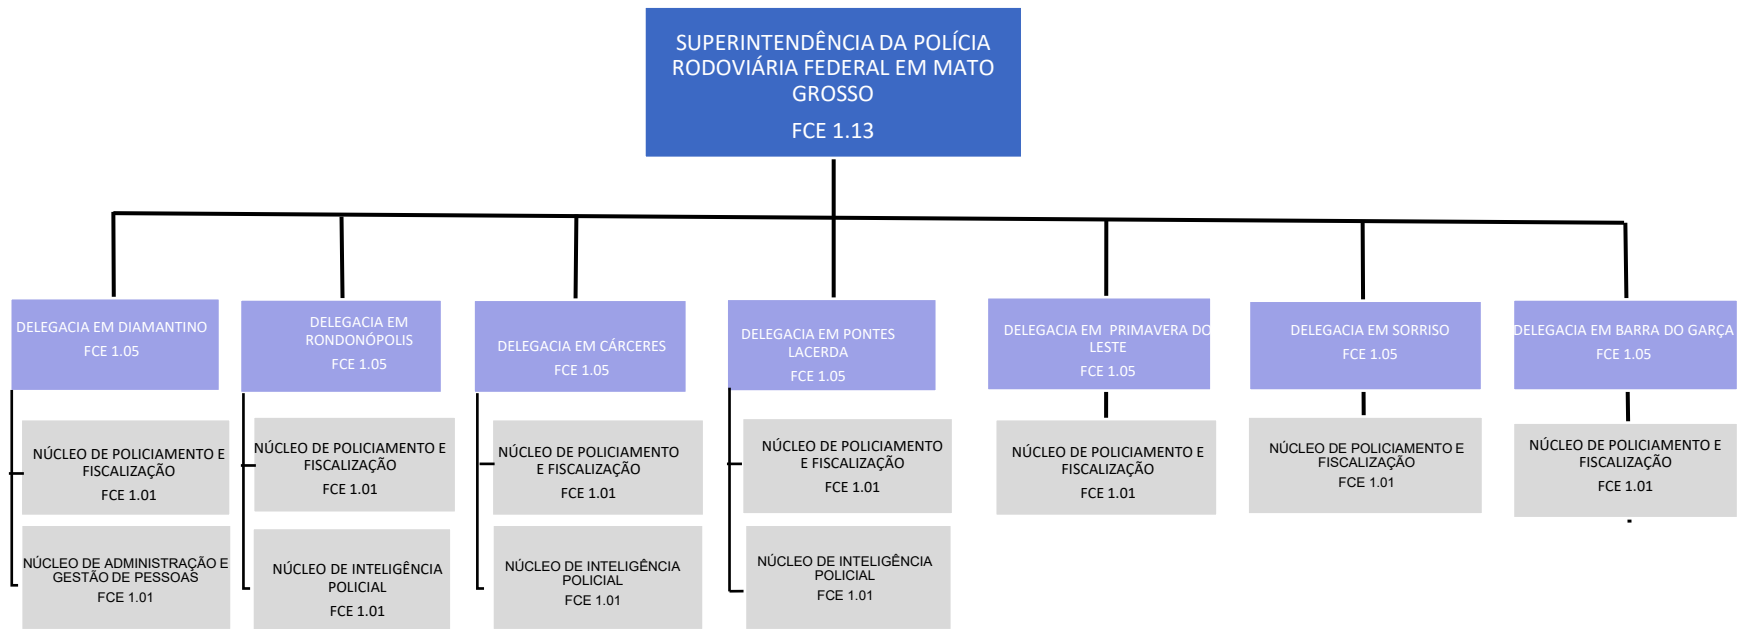 SUPERINTENDÊNCIA DA POLÍCIA
RODOVIÁRIA FEDERAL EM MATO
GROSSO
FCE 1.13
DELEGACIA EM DIAMANTINO
FCE 1.05
DELEGACIA EM
RONDONÓPOLIS
FCE 1.05
DELEGACIA EM CÁRCERES
FCE 1.05
DELEGACIA EM PONTES
LACERDA
FCE 1.05
DELEGACIA EM PRIMAVERA DO
LESTE
FCE 1.05
DELEGACIA EM SORRISO
FCE 1.05
DELEGACIA EM BARRA DO GARÇA
FCE 1.05
NÚCLEO DE POLICIAMENTO E
FISCALIZAÇÃO
FCE 1.01
NÚCLEO DE POLICIAMENTO E
FISCALIZAÇÃO
FCE 1.01
NÚCLEO DE POLICIAMENTO
E FISCALIZAÇÃO
FCE 1.01
NÚCLEO DE POLICIAMENTO
E FISCALIZAÇÃO
FCE 1.01
NÚCLEO DE POLICIAMENTO E
FISCALIZAÇÃO
FCE 1.01
NÚCLEO DE POLICIAMENTO E
FISCALIZAÇÃO
FCE 1.01
NÚCLEO DE POLICIAMENTO E
FISCALIZAÇÃO
FCE 1.01
NÚCLEO DE ADMINISTRAÇÃO E
GESTÃO DE PESSOAS
FCE 1.01
NÚCLEO DE INTELIGÊNCIA
POLICIAL
FCE 1.01
NÚCLEO DE INTELIGÊNCIA
POLICIAL
FCE 1.01
NÚCLEO DE INTELIGÊNCIA
POLICIAL
FCE 1.01